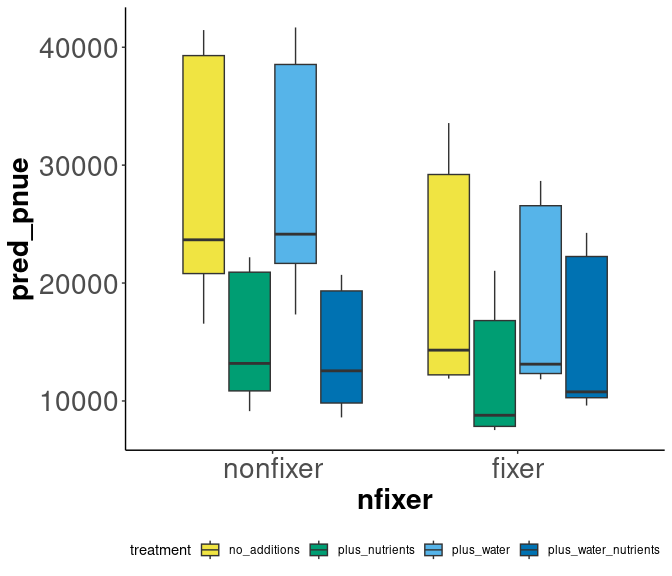 pred_pnue
40000
30000
20000
10000
nonfixer fixer
nfixer
treatment no_additions plus_nutrients plus_water plus_water_nutrients